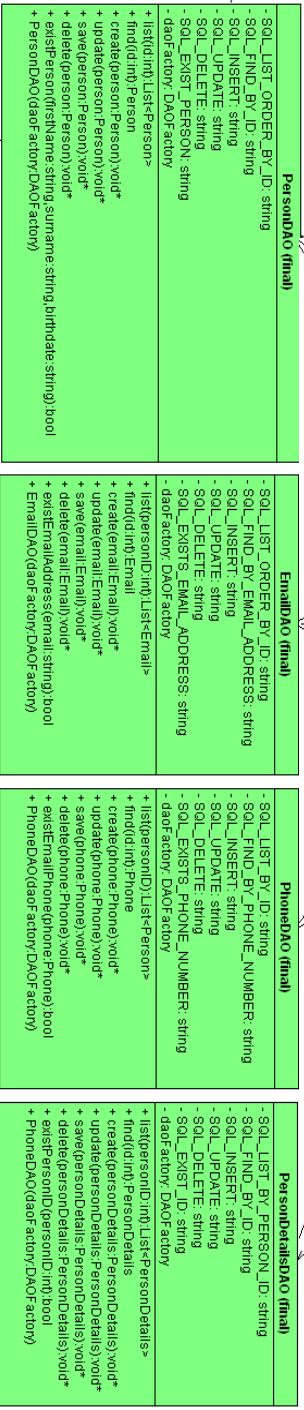 PersonDAO (final)
- SQL_LIST_ORDER_BY_ID: string
- SQL_FIND_BY_ID: string
- SQL_INSERT: string
- SQL_UPDATE: string
- SQL_DELETE: string
- SQL_EXIST_PERSON: string
- daoFactory: DAOFactory
+ list(id:int):List<Person>
+ find(id:int):Person
+ create(person:Person):void*
+ update(person:Person):void*
+ save(person:Person):void*
+ delete(person:Person):void*
+ existPerson(firstName:string,surname:string,birthdate:string):bool
+ PersonDAO(daoFactory:DAOFactory)
EmailDAO (final)
- SQL_LIST_ORDER_BY_ID: string
- SQL_FIND_BY_EMAIL_ADDRESS: string
- SQL_INSERT: string
- SQL_UPDATE: string
- SQL_DELETE: string
- SQL_EXISTS_EMAIL_ADDRESS: string
- daoFactory: DAOFactory
+ list(personID:int):List<Email>
+ find(id:int):Email
+ create(email:Email):void*
+ update(email:Email):void*
+ save(email:Email):void*
+ delete(email:Email):void*
+ existEmailAddress(email:string):bool
+ EmailDAO(daoFactory:DAOFactory)
PhoneDAO (final)
- SQL_LIST_BY_ID: string
- SQL_FIND_BY_PHONE_NUMBER: string
- SQL_INSERT: string
- SQL_UPDATE: string
- SQL_DELETE: string
- SQL_EXISTS_PHONE_NUMBER: string
- daoFactory: DAOFactory
+ list(personID):List<Person>
+ find(id:int):Phone
+ create(phone:Phone):void*
+ update(phone:Phone):void*
+ save(phone:Phone):void*
+ delete(phone:Phone):void*
+ existEmailPhone(phone:Phone):bool
+ PhoneDAO(daoFactory:DAOFactory)
PersonDetailsDAO (final)
- SQL_LIST_BY_PERSON_ID: string
- SQL_FIND_BY_ID: string
- SQL_INSERT: string
- SQL_UPDATE: string
- SQL_DELETE: string
- SQL_EXIST_ID: string
- daoFactory: DAOFactory
+ list(personID:int):List<PersonDetails>
+ find(id:int):PersonDetails
+ create(personDetails:PersonDetails):void*
+ update(personDetails:PersonDetails):void*
+ save(personDetails:PersonDetails):void*
+ delete(personDetails:PersonDetails):void*
+ existPersonID(personID:int):bool
+ PhoneDAO(daoFactory:DAOFactory)